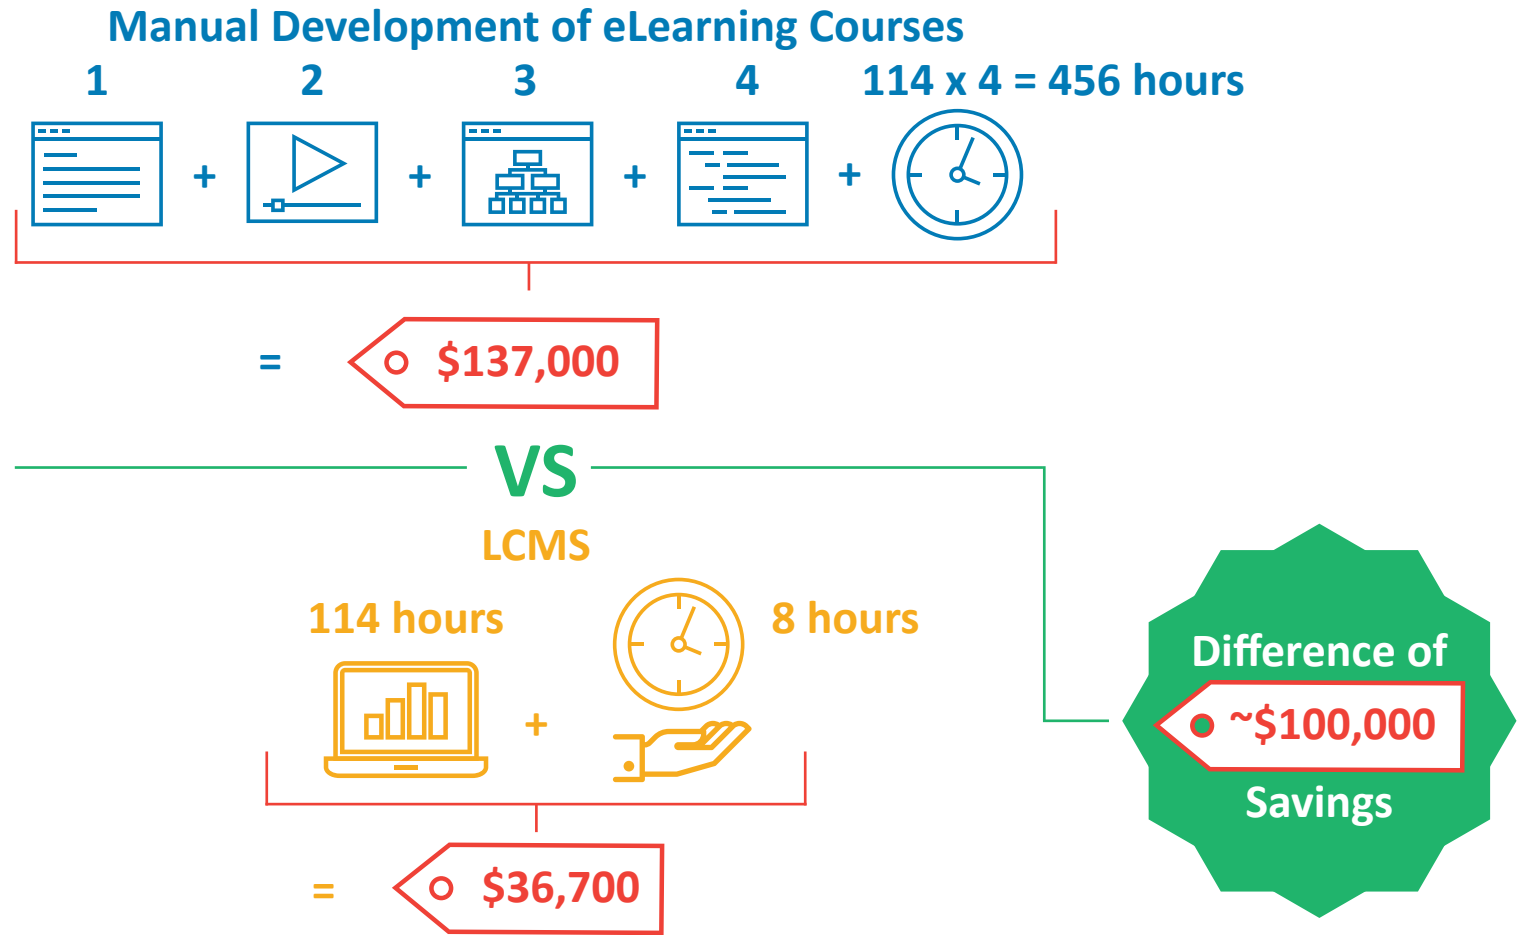 Manual Development of eLearning Courses
1 2 3 4 114 x 4 = 456 hours
+ + + +
= $137,000
VS
LCMS
114 hours 8 hours
+
= $36,700
Difference of
~$100,000
Savings